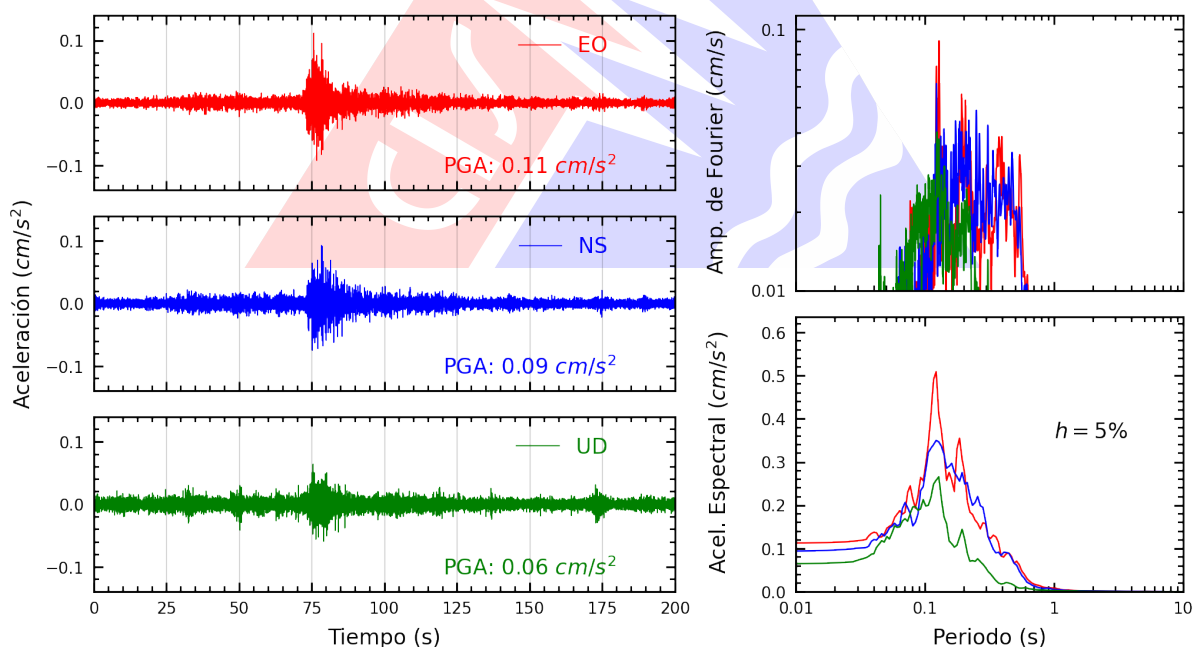 Aceleración (cm/s²)
0.1
0.0
−0.1
EO
PGA: 0.11 cm/s²
0.1
0.0
−0.1
NS
PGA: 0.09 cm/s²
0.1
0.0
−0.1
UD
PGA: 0.06 cm/s²
0 25 50 75 100 125 150 175 200
Tiempo (s)
Amp. de Fourier (cm/s)
0.1
0.01
Acel. Espectral (cm/s²)
0.6
0.5
0.4
0.3
0.2
0.1
0.0
h = 5%
0.01 0.1 1 10
Periodo (s)